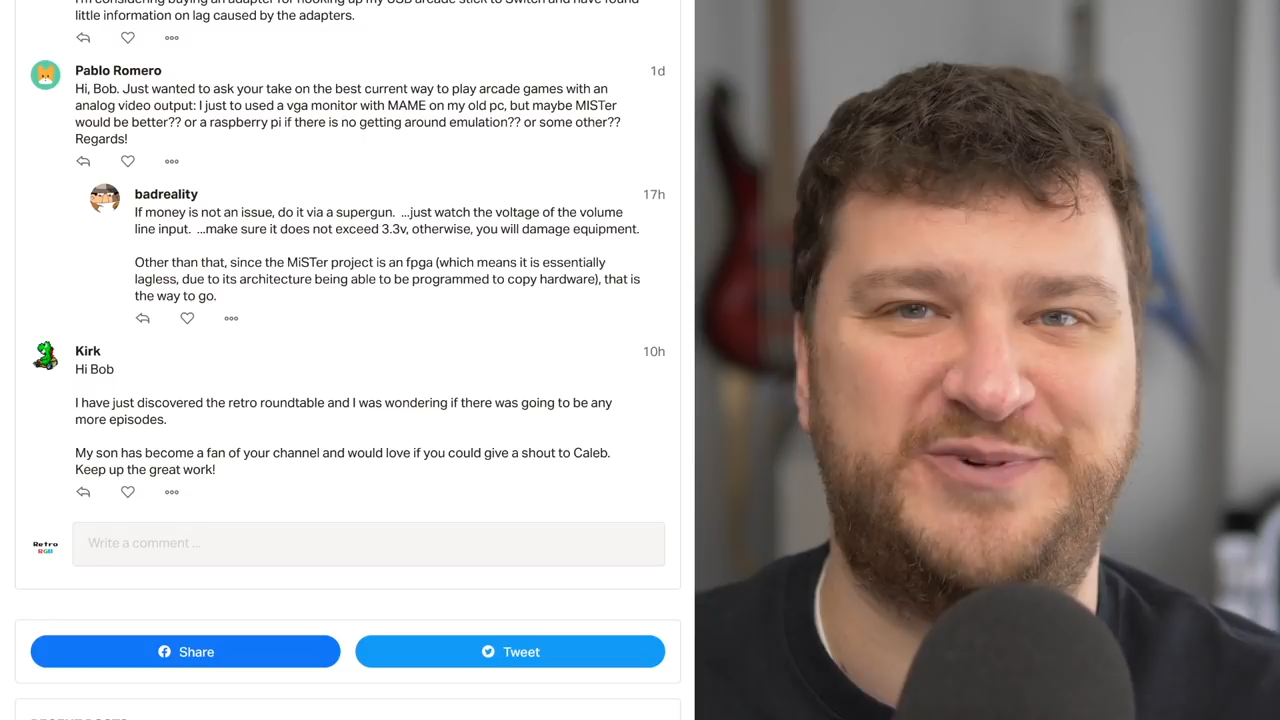 I'm considering buying an adapter for hooking up my USB arcade stick to Switch and have found
little information on lag caused by the adapters.
Pablo Romero 1d
Hi, Bob. Just wanted to ask your take on the best current way to play arcade games with an
analog video output: I just to used a vga monitor with MAME on my old pc, but maybe MISTer
would be better?? or a raspberry pi if there is no getting around emulation?? or some other??
Regards!
badreality 17h
If money is not an issue, do it via a supergun. ...just watch the voltage of the volume
line input. ...make sure it does not exceed 3.3v, otherwise, you will damage equipment.
Other than that, since the MiSTer project is an fpga (which means it is essentially
lagless, due to its architecture being able to be programmed to copy hardware), that is
the way to go.
Kirk 10h
Hi Bob
I have just discovered the retro roundtable and I was wondering if there was going to be any
more episodes.
My son has become a fan of your channel and would love if you could give a shout to Caleb.
Keep up the great work!
Retro
RGB
Write a comment ...
Share
Tweet
RECENT POSTS